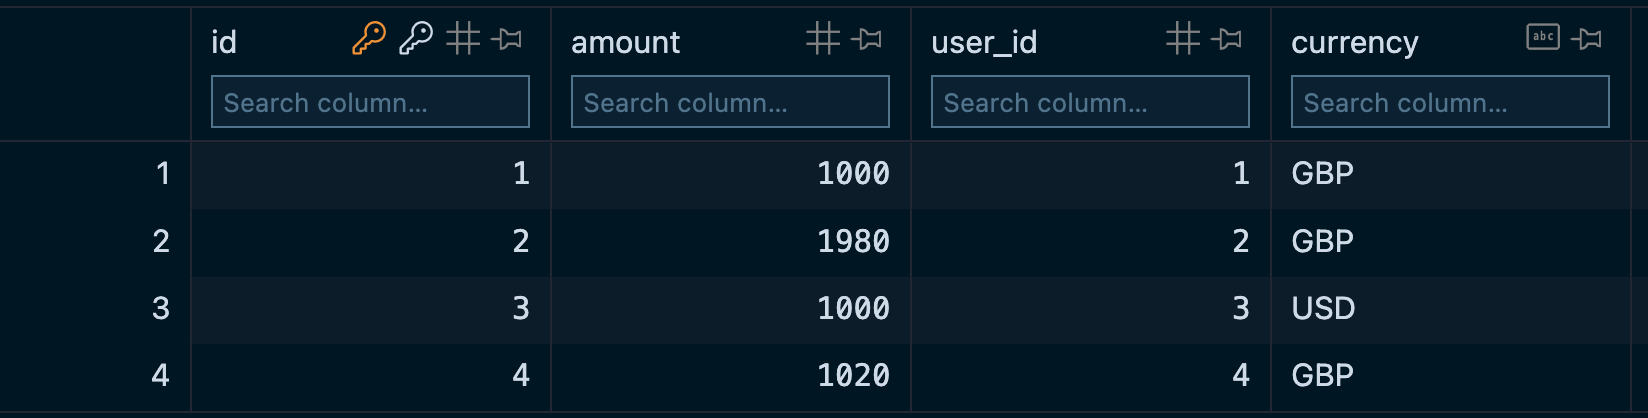 id amount user_id currency
abc
Search column... Search column... Search column... Search column...
1 1 1000 1 GBP
2 2 1980 2 GBP
3 3 1000 3 USD
4 4 1020 4 GBP